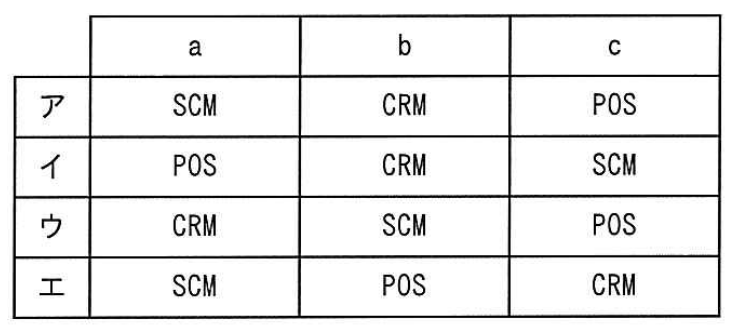 a b c
ア SCM CRM POS
イ POS CRM SCM
ウ CRM SCM POS
エ SCM POS CRM